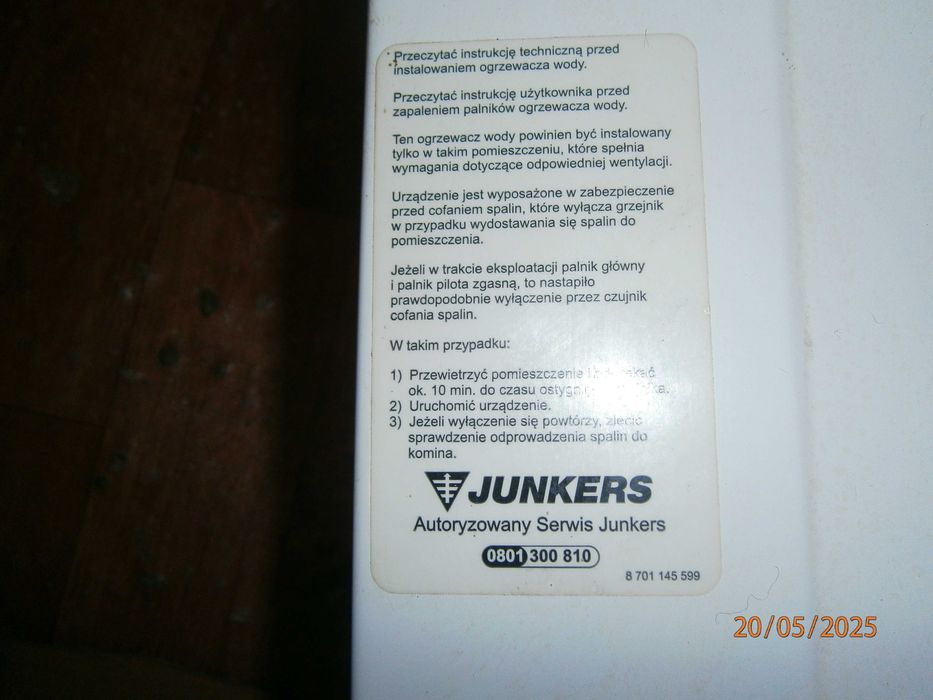 Przeczytać instrukcję techniczną przed
instalowaniem ogrzewacza wody.
Przeczytać instrukcję użytkownika przed
zapaleniem palników ogrzewacza wody.
Ten ogrzewacz wody powinien być instalowany
tylko w takim pomieszczeniu, które spełnia
wymagania dotyczące odpowiedniej wentylacji.
Urządzenie jest wyposażone w zabezpieczenie
przed cofaniem spalin, które wyłącza grzejnik
w przypadku wydostawania się spalin do
pomieszczenia.
Jeżeli w trakcie eksploatacji palnik główny
i palnik pilota zgasną, to nastapiło
prawdopodobnie wyłączenie przez czujnik
cofania spalin.
W takim przypadku:
1) Przewietrzyć pomieszczenie
ok. 10 min. do czasu
2) Uruchomić urządzenie.
3) Jeżeli wyłączenie się powtórzy, zlecić
sprawdzenie odprowadzenia spalin do
komina.
JUNKERS
Autoryzowany Serwis Junkers
0801 300 810
8 701 145 599
20/05/2025